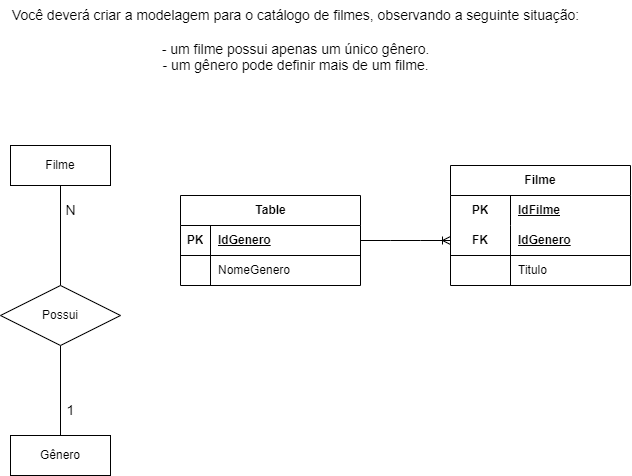 Você deverá criar a modelagem para o catálogo de filmes, observando a seguinte situação:
- um filme possui apenas um único gênero.
- um gênero pode definir mais de um filme.
Filme
N
Possui
1
Gênero
Table
PK IdGenero
NomeGenero
Filme
PK IdFilme
FK IdGenero
Titulo